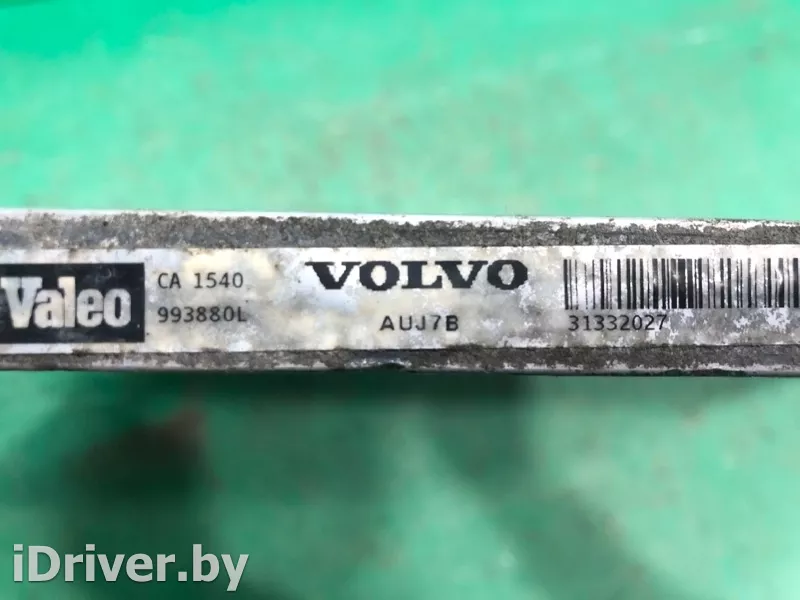 Valeo
CA 1540
993880L
VOLVO
AUJ7B
31332027
iDriver.by